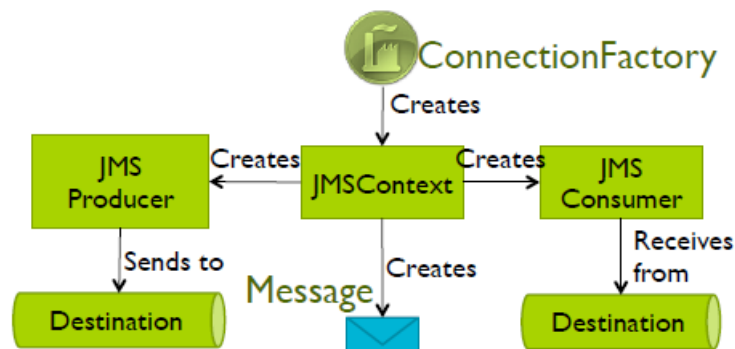 ConnectionFactory
Creates
JMS
Producer
Creates
JMSContext
Creates
JMS
Consumer
Sends to
Creates
Receives
from
Message
Destination
Destination